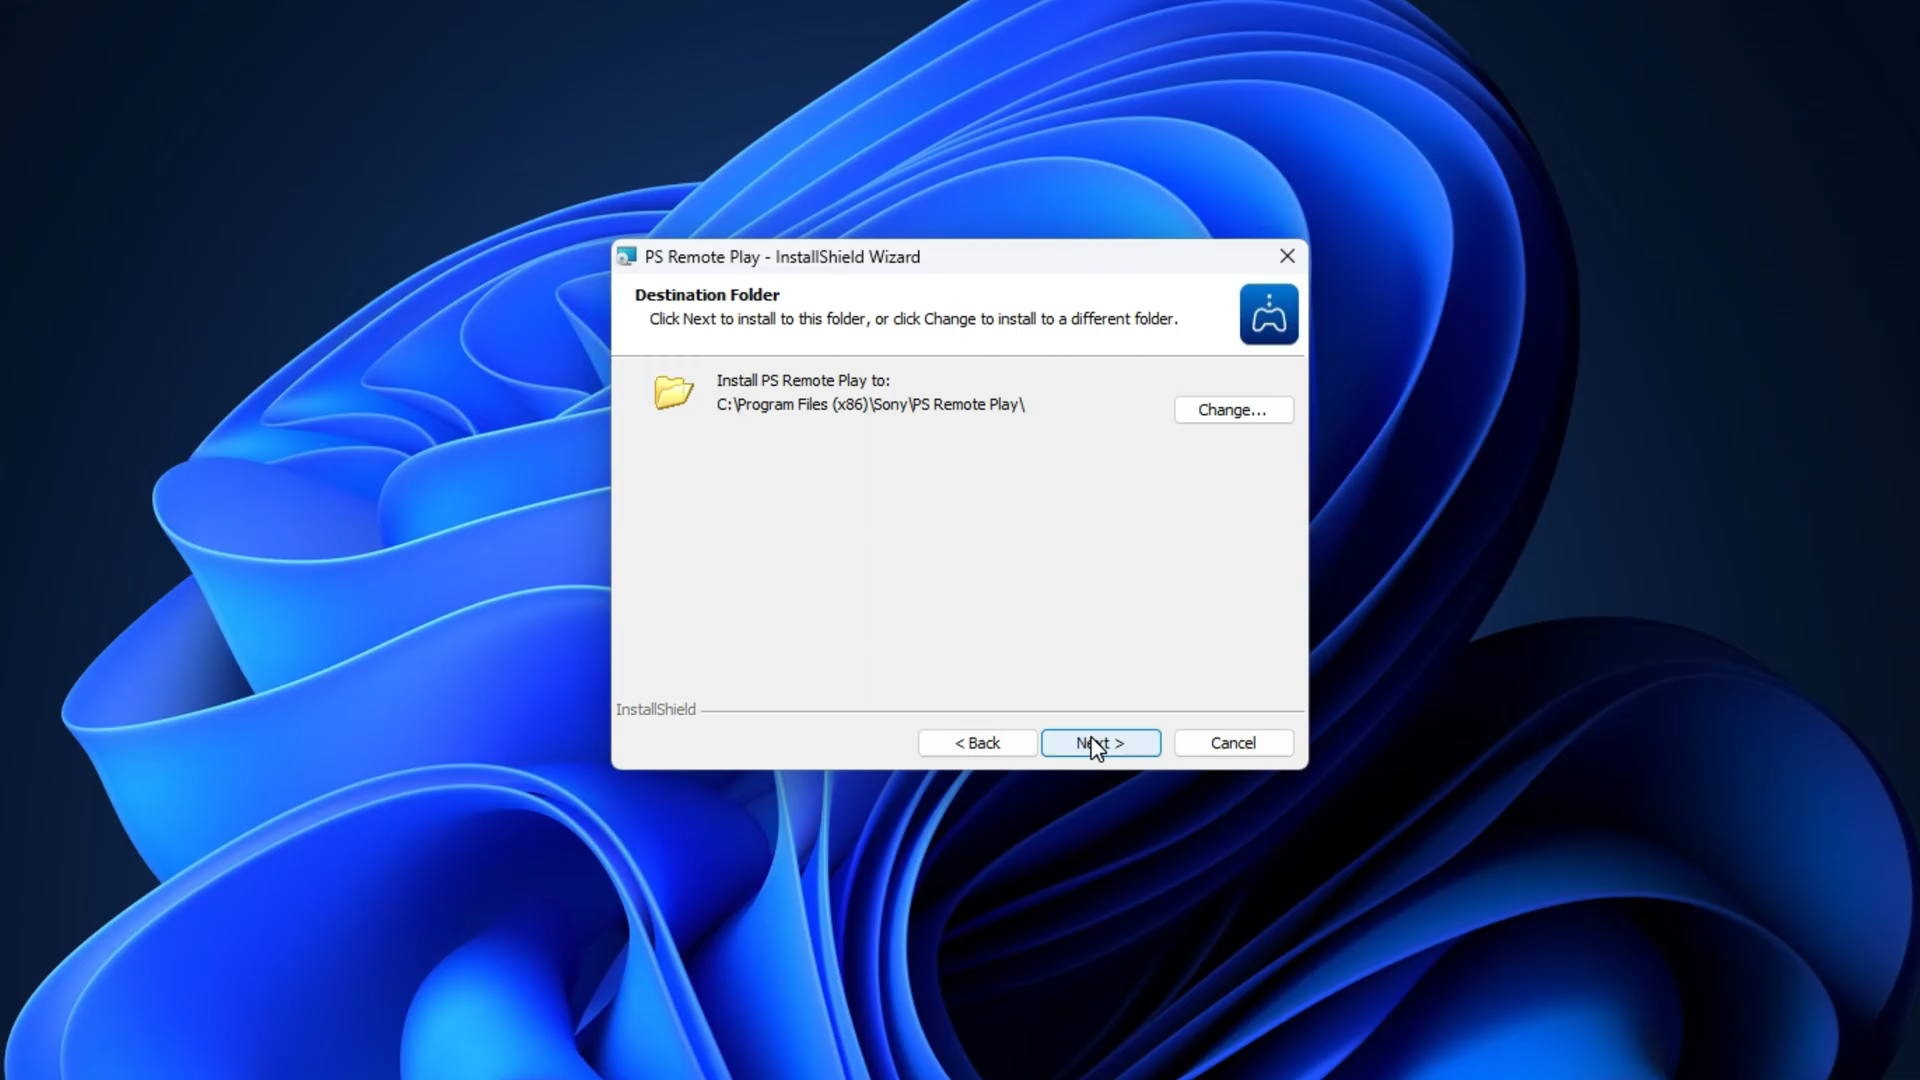 PS Remote Play - InstallShield Wizard
Destination Folder
Click Next to install to this folder, or click Change to install to a different folder.
Install PS Remote Play to:
C:\Program Files (x86)\Sony\PS Remote Play\
Change...
InstallShield
< Back
Next >
Cancel